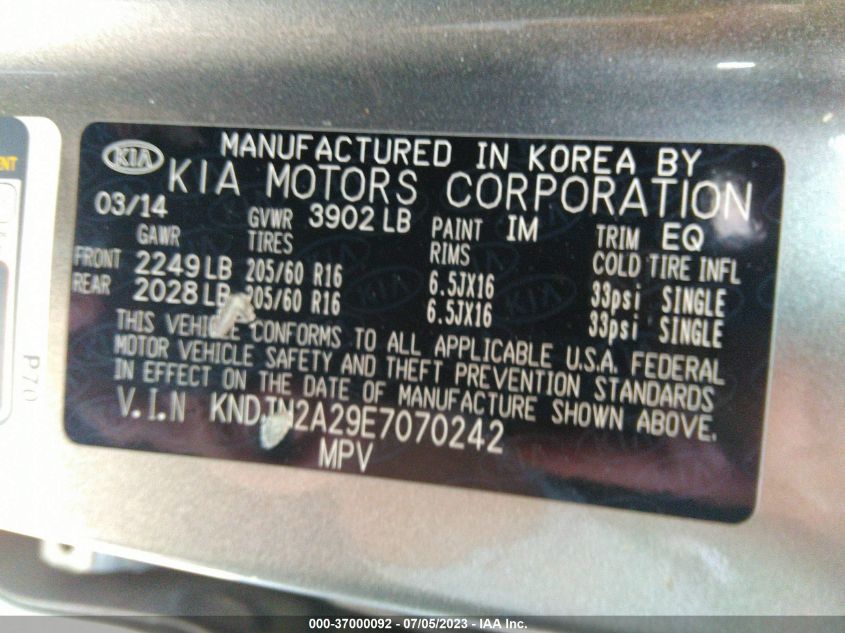 MANUFACTURED IN KOREA BY
KIA KIA MOTORS CORPORATION
03/14 GVWR 3902 LB PAINT IM TRIM EQ
GAWR TIRES RIMS COLD TIRE INFL
FRONT 2249 LB 205/60 R16 6.5JX16 33psi SINGLE
REAR 2028 LB 205/60 R16 6.5JX16 33psi SINGLE
THIS VEHICLE CONFORMS TO ALL APPLICABLE U.S.A. FEDERAL
MOTOR VEHICLE SAFETY AND THEFT PREVENTION STANDARDS
IN EFFECT ON THE DATE OF MANUFACTURE SHOWN ABOVE.
V.I.N KNDJN2A29E7070242
MPV
P70
000-37000092 - 07/05/2023 - IAA Inc.